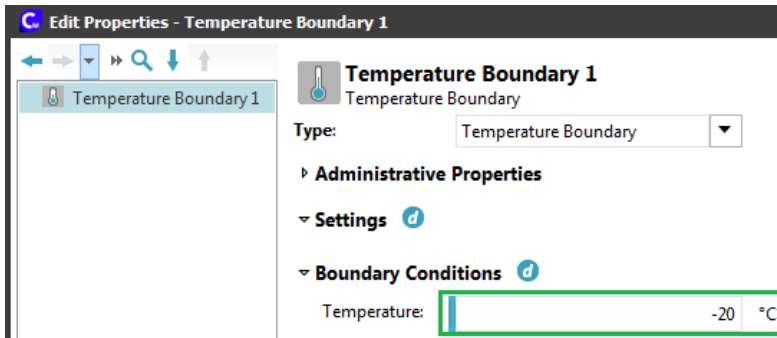 CM Edit Properties - Temperature Boundary 1
Temperature Boundary 1
Temperature Boundary 1
Temperature Boundary
Type: Temperature Boundary
Administrative Properties
Settings d
Boundary Conditions d
Temperature: -20 °C